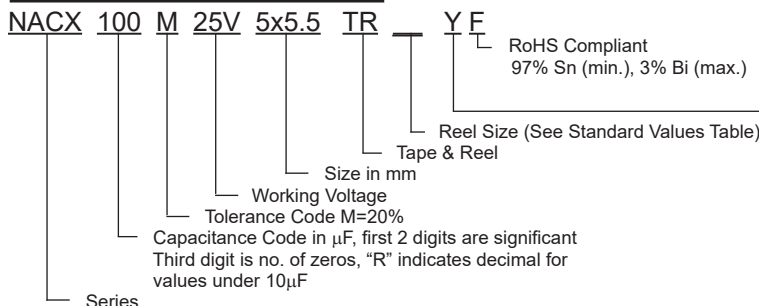 NACX 100 M 25V 5x5.5 TR __ Y F
RoHS Compliant
97% Sn (min.), 3% Bi (max.)
Reel Size (See Standard Values Table)
Tape & Reel
Size in mm
Working Voltage
Tolerance Code M=20%
Capacitance Code in μF, first 2 digits are significant
Third digit is no. of zeros, “R” indicates decimal for
values under 10μF
Series